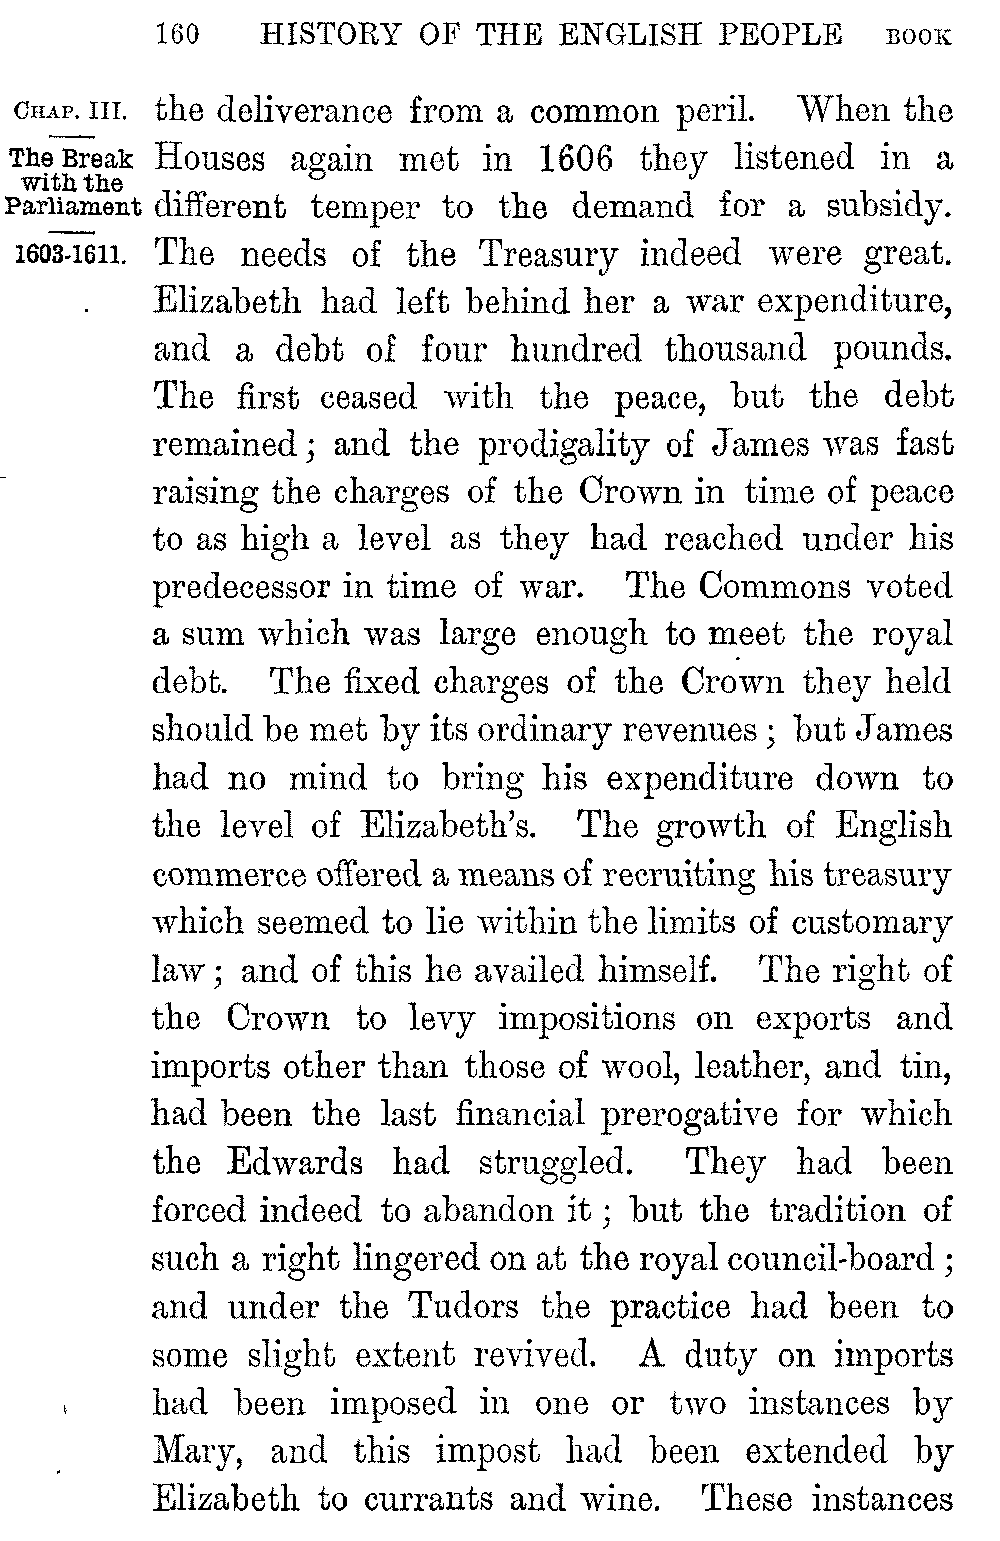 160 HISTORY OF THE ENGLISH PEOPLE BOOK
CHAP. III.
The Break
with the
Parliament
1603-1611.
the deliverance from a common peril. When the
Houses again met in 1606 they listened in a
different temper to the demand for a subsidy.
The needs of the Treasury indeed were great.
Elizabeth had left behind her a war expenditure,
and a debt of four hundred thousand pounds.
The first ceased with the peace, but the debt
remained; and the prodigality of James was fast
raising the charges of the Crown in time of peace
to as high a level as they had reached under his
predecessor in time of war. The Commons voted
a sum which was large enough to meet the royal
debt. The fixed charges of the Crown they held
should be met by its ordinary revenues; but James
had no mind to bring his expenditure down to
the level of Elizabeth's. The growth of English
commerce offered a means of recruiting his treasury
which seemed to lie within the limits of customary
law; and of this he availed himself. The right of
the Crown to levy impositions on exports and
imports other than those of wool, leather, and tin,
had been the last financial prerogative for which
the Edwards had struggled. They had been
forced indeed to abandon it; but the tradition of
such a right lingered on at the royal council-board;
and under the Tudors the practice had been to
some slight extent revived. A duty on imports
had been imposed in one or two instances by
Mary, and this impost had been extended by
Elizabeth to currants and wine. These instances